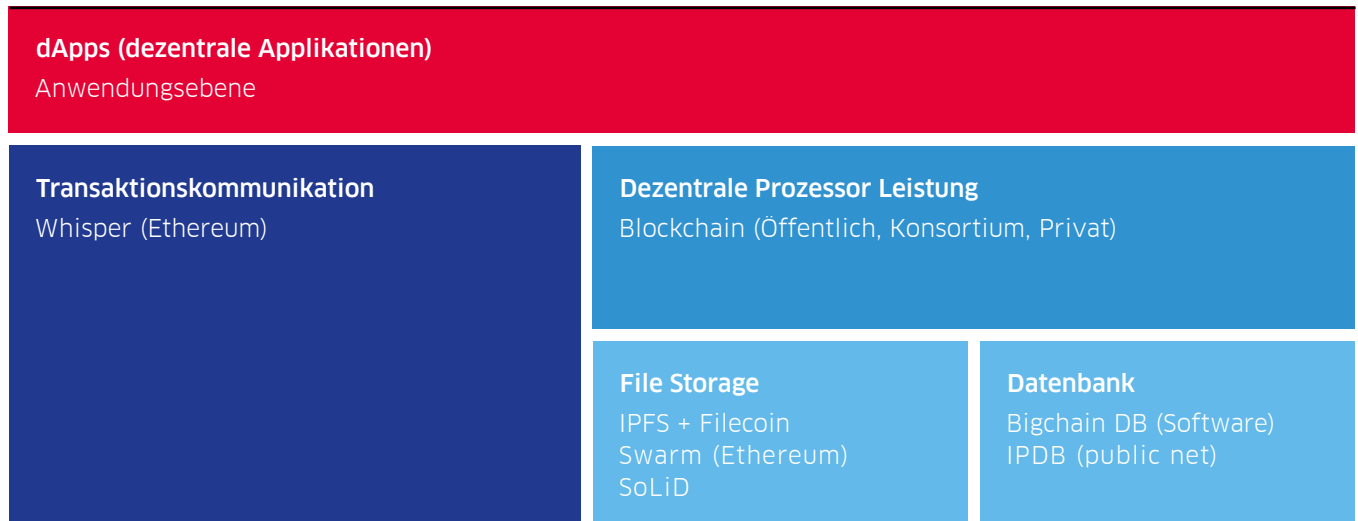 dApps (dezentrale Applikationen)
Anwendungsebene
Transaktionskommunikation
Whisper (Ethereum)
Dezentrale Prozessor Leistung
Blockchain (Öffentlich, Konsortium, Privat)
File Storage
IPFS + Filecoin
Swarm (Ethereum)
SoLiD
Datenbank
Bigchain DB (Software)
IPDB (public net)